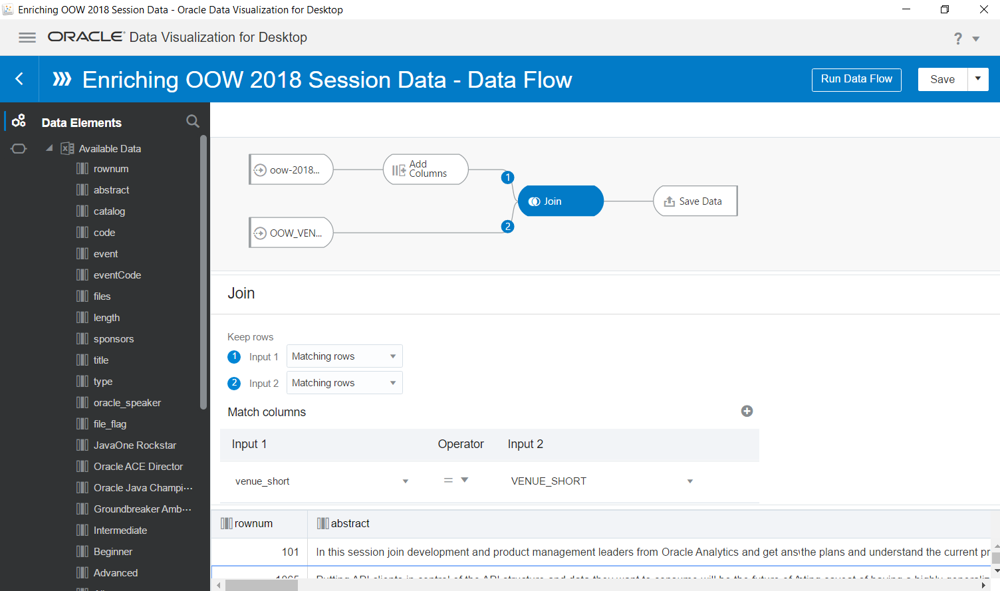 Enriching OOW 2018 Session Data - Oracle Data Visualization for Desktop
ORACLE® Data Visualization for Desktop
?
Enriching OOW 2018 Session Data - Data Flow
Run Data Flow
Save
Data Elements
Available Data
rownum
abstract
catalog
code
event
eventCode
files
length
sponsors
title
type
oracle_speaker
file_flag
JavaOne Rockstar
Oracle ACE Director
Oracle Java Champi···
Groundbreaker Amb···
Intermediate
Beginner
Advanced
oow-2018...
Add
Columns
1
Join
Save Data
OOW_VEN...
2
Join
Keep rows
1 Input 1 Matching rows
2 Input 2 Matching rows
Match columns
Input 1 Operator Input 2
venue_short = VENUE_SHORT
rownum abstract
101 In this session join development and product management leaders from Oracle Analytics and get ans the plans and understand the current pr